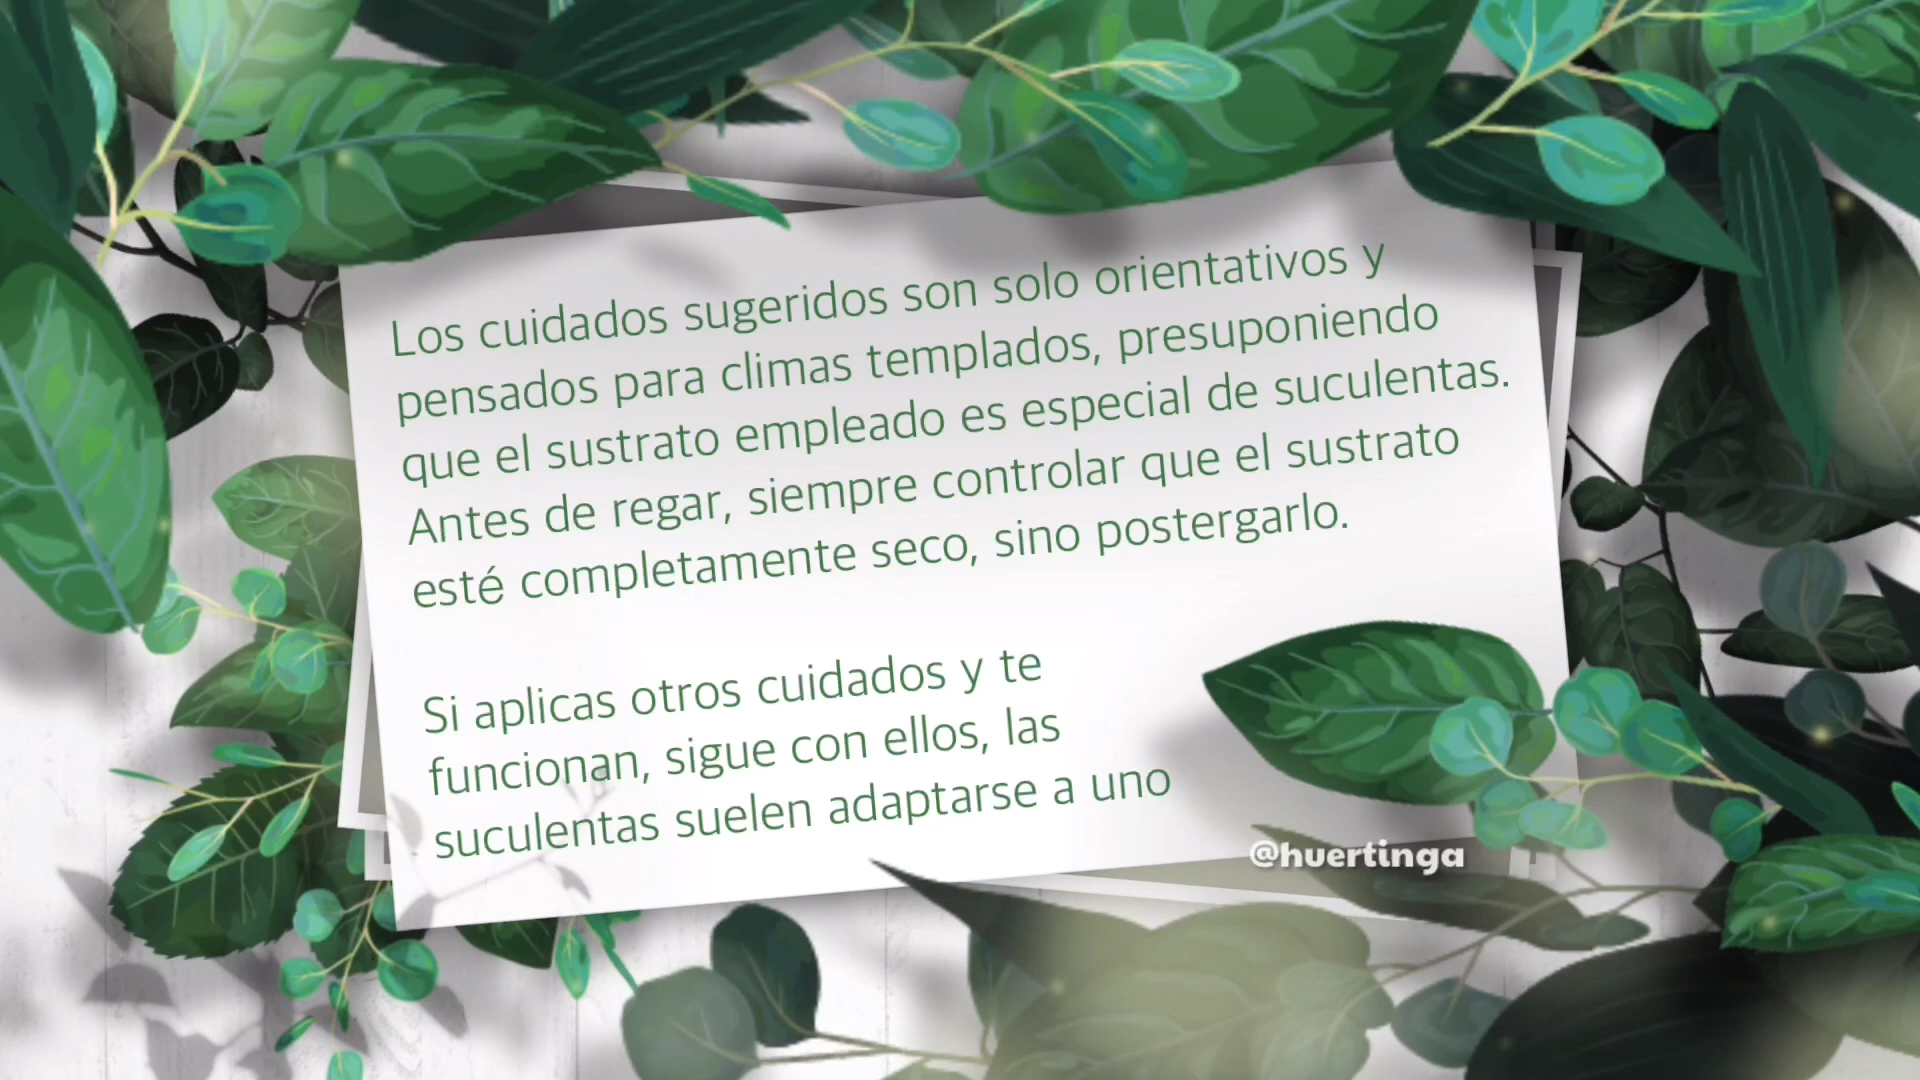 Los cuidados sugeridos son solo orientativos y
pensados para climas templados, presuponiendo
que el sustrato empleado es especial de suculentas.
Antes de regar, siempre controlar que el sustrato
esté completamente seco, sino postergarlo.
Si aplicas otros cuidados y te
funcionan, sigue con ellos, las
suculentas suelen adaptarse a uno
@huertinga